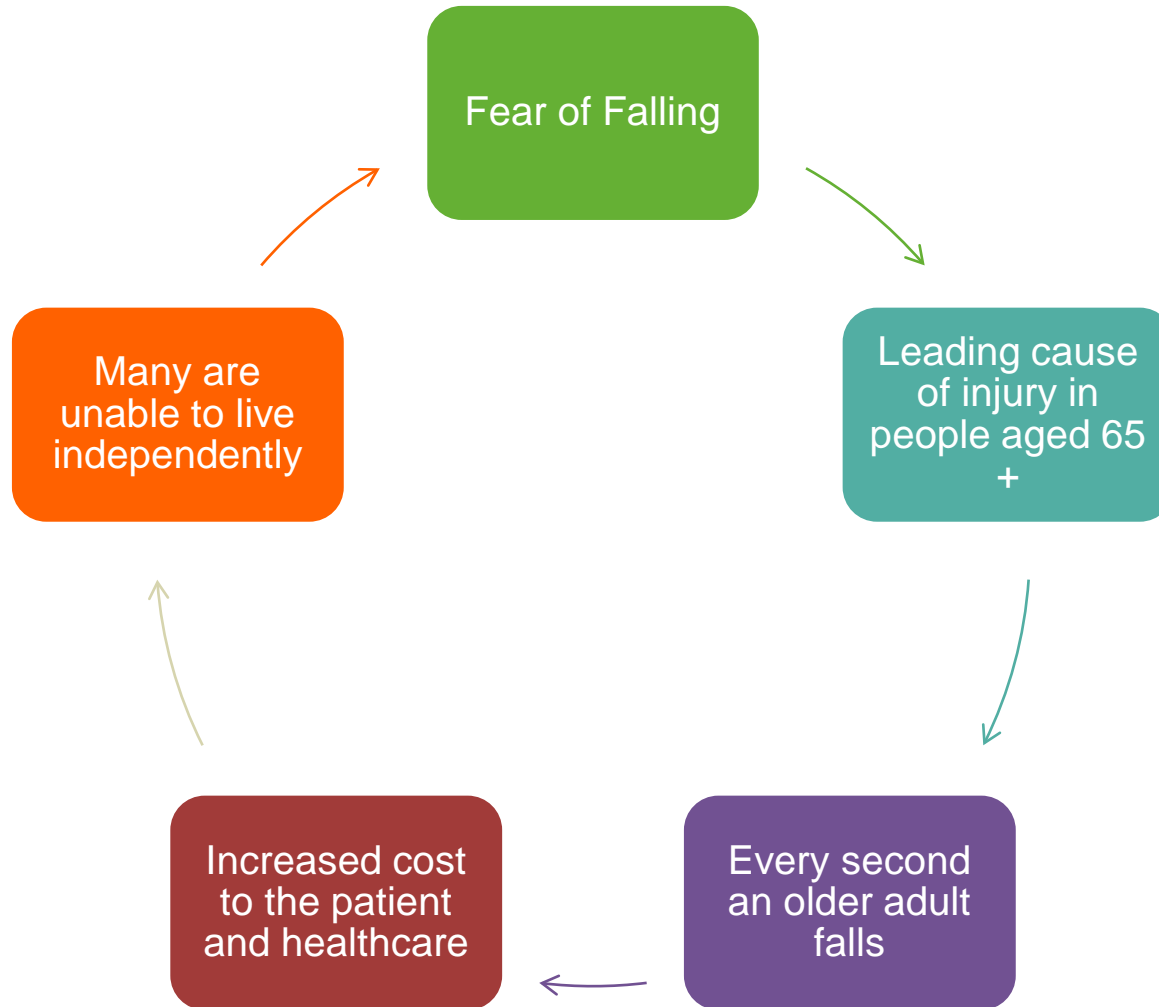 Fear of Falling
Leading cause
of injury in
people aged 65
+
Every second
an older adult
falls
Increased cost
to the patient
and healthcare
Many are
unable to live
independently